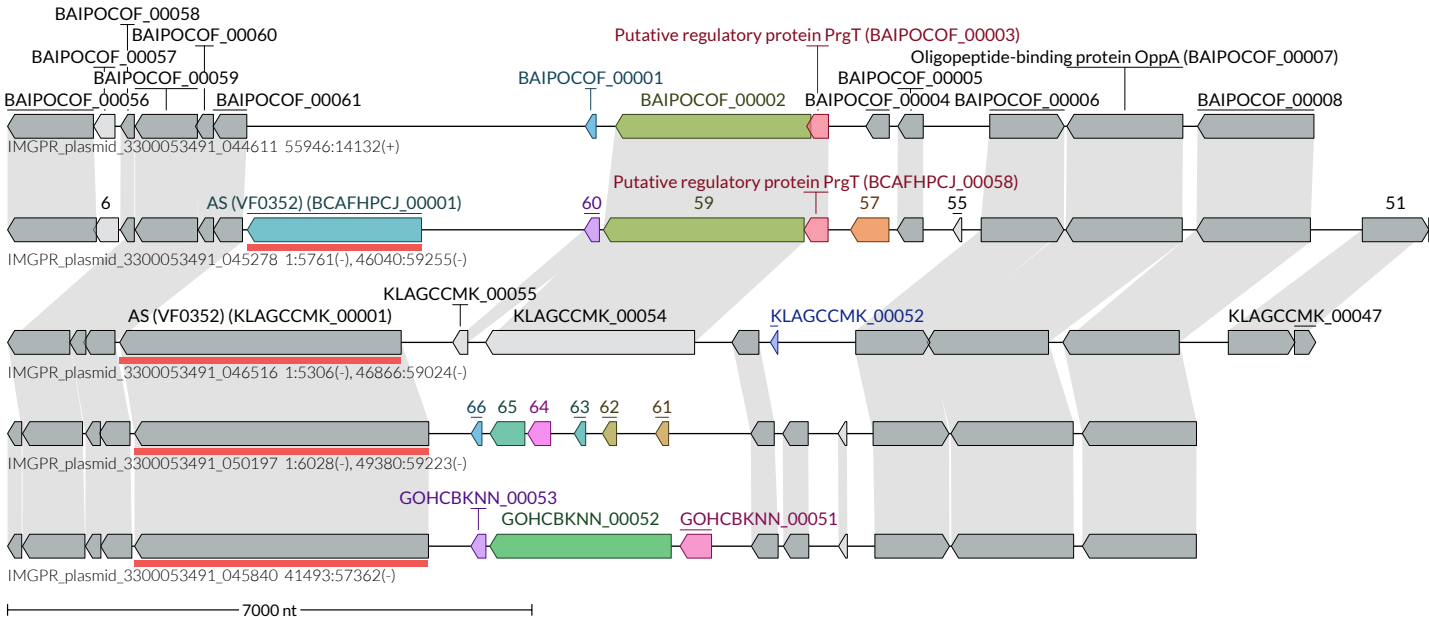 BAIPOCOF_00058
BAIPOCOF_00060
Putative regulatory protein PrgT (BAIPOCOF_00003)
BAIPOCOF_00057
Oligopeptide-binding protein OppA (BAIPOCOF_00007)
BAIPOCOF_00059
BAIPOCOF_00001
BAIPOCOF_00005
BAIPOCOF_00056
BAIPOCOF_00061
BAIPOCOF_00002
BAIPOCOF_00004
BAIPOCOF_00006
BAIPOCOF_00008
IMGPR_plasmid_3300053491_044611 55946:14132(+)
Putative regulatory protein PrgT (BCAFHPCJ_00058)
6
AS (VF0352) (BCAFHPCJ_00001)
60
59
57
55
51
IMGPR_plasmid_3300053491_045278 1:5761(-), 46040:59255(-)
KLAGCCMK_00055
AS (VF0352) (KLAGCCMK_00001)
KLAGCCMK_00054
KLAGCCMK_00052
KLAGCCMK_00047
IMGPR_plasmid_3300053491_046516 1:5306(-), 46866:59024(-)
66
65
64
63
62
61
IMGPR_plasmid_3300053491_050197 1:6028(-), 49380:59223(-)
GOHCBKNN_00053
GOHCBKNN_00052
GOHCBKNN_00051
IMGPR_plasmid_3300053491_045840 41493:57362(-)
7000 nt